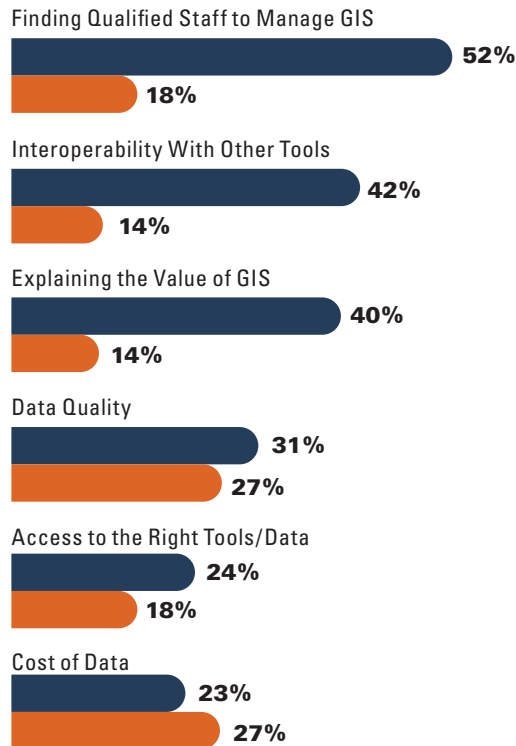 Finding Qualified Staff to Manage GIS
52%
18%
Interoperability With Other Tools
42%
14%
Explaining the Value of GIS
40%
14%
Data Quality
31%
27%
Access to the Right Tools/Data
24%
18%
Cost of Data
23%
27%